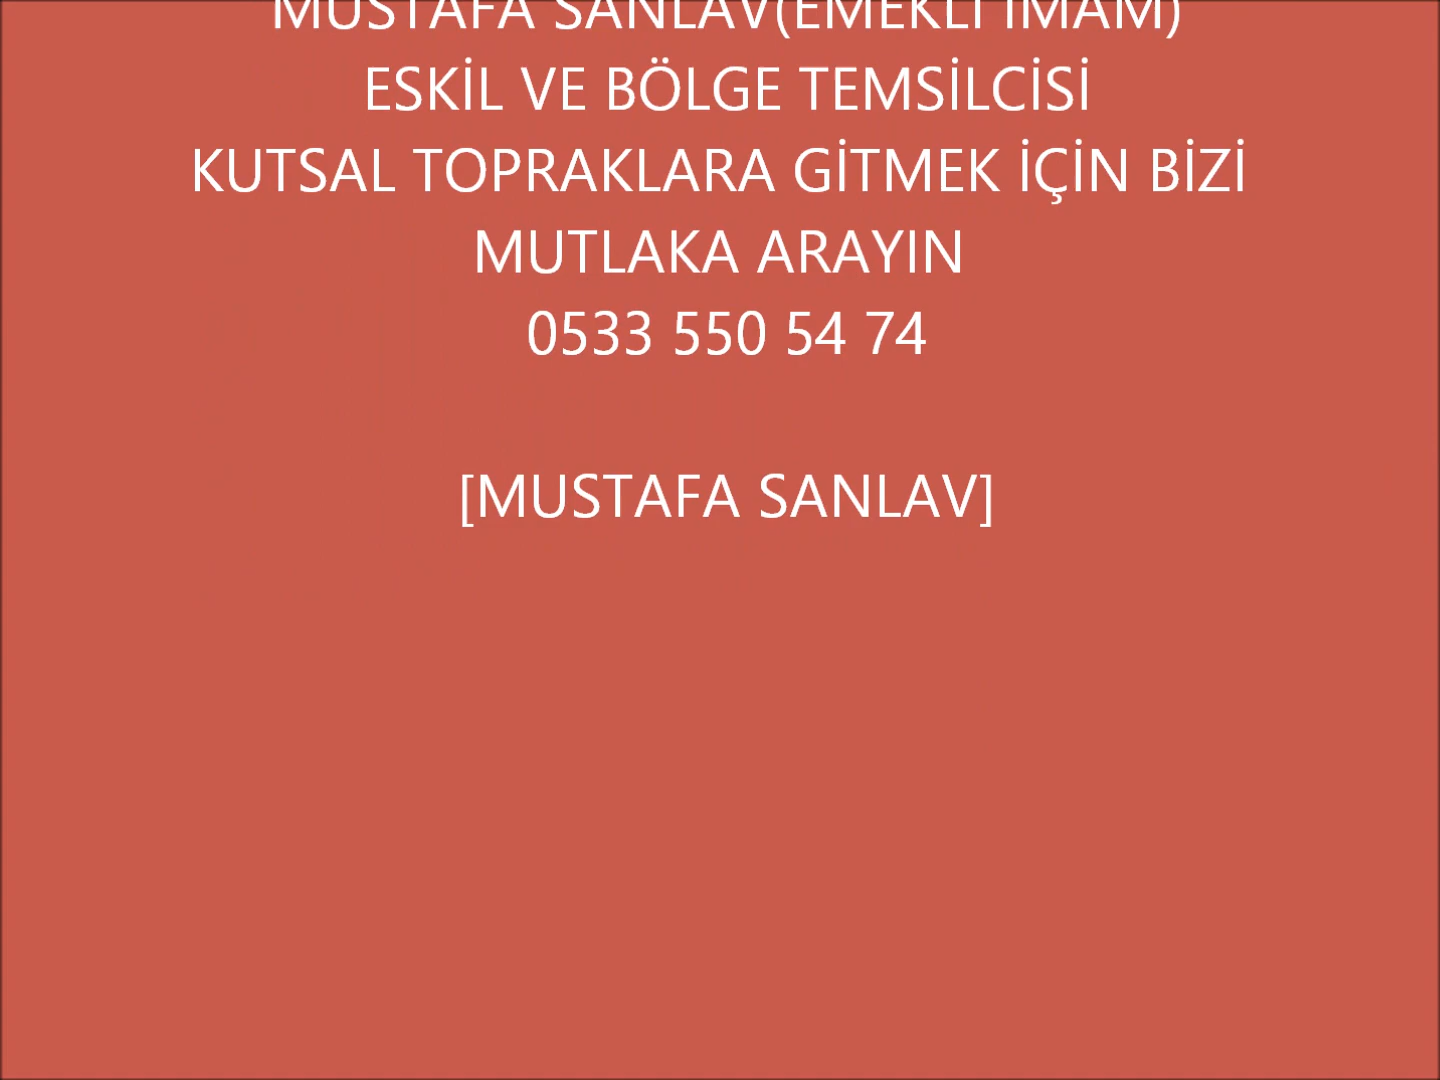 MUSTAFA SANLAV(EMEKLİ İMAM)
ESKİL VE BÖLGE TEMSİLCİSİ
KUTSAL TOPRAKLARA GİTMEK İÇİN BİZİ
MUTLAKA ARAYIN
0533 550 54 74
[MUSTAFA SANLAV]